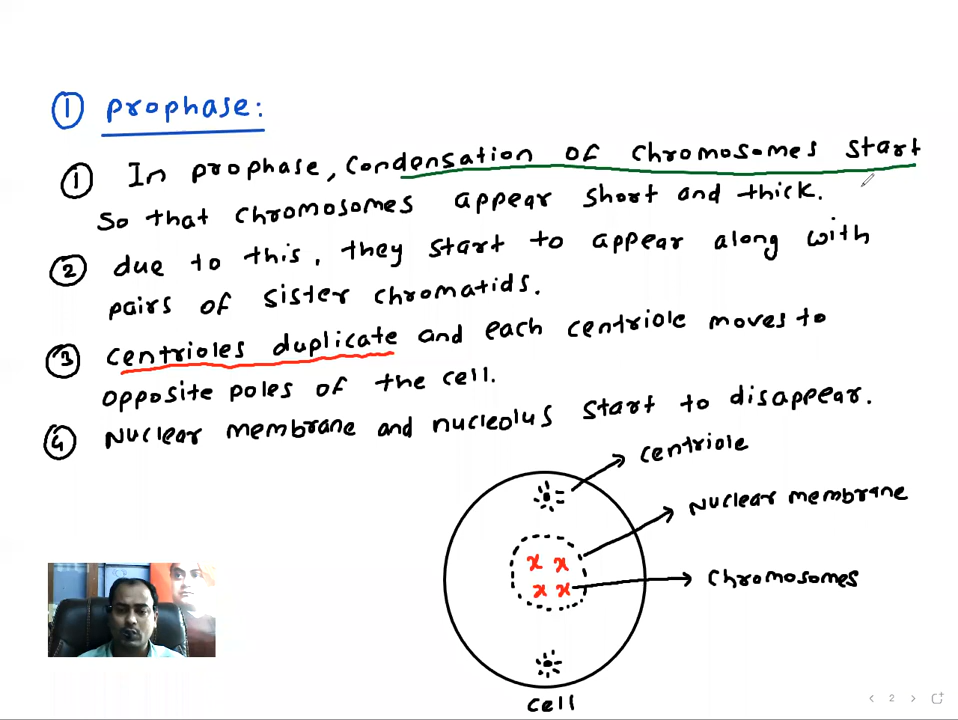 ① prophase:
① In prophase, condensation of chromosomes start
so that chromosomes appear short and thick.
② due to this, they start to appear along with
pairs of sister chromatids.
③ centrioles duplicate and each centriole moves to
opposite poles of the cell.
④ Nuclear membrane and nucleolus start to disappear.
centriole
Nuclear membrane
x x
x x
chromosomes
cell
2